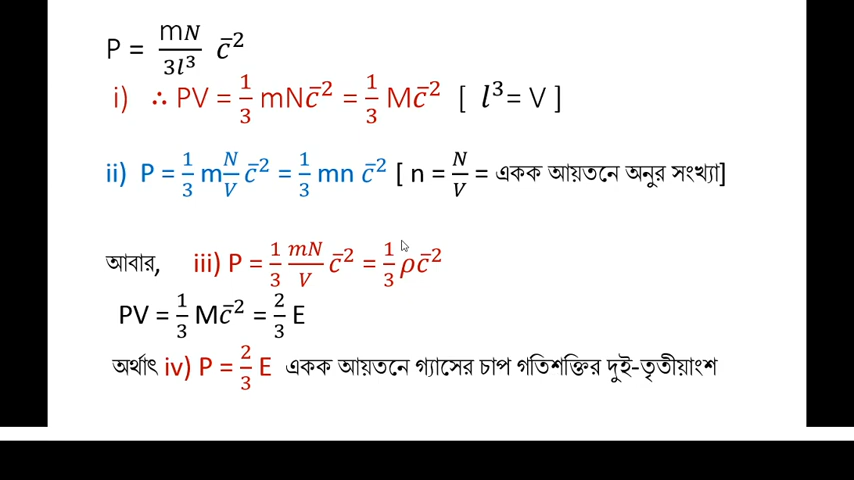 P = mN/3l³ c̄²
i) ∴ PV = 1/3 mNc̄² = 1/3 Mc̄² [ l³= V ]
ii) P = 1/3 m N/V c̄² = 1/3 mn c̄² [ n = N/V = একক আয়তনে অনুর সংখ্যা]
আবার, iii) P = 1/3 mN/V c̄² = 1/3 ρc̄²
PV = 1/3 Mc̄² = 2/3 E
অর্থাৎ iv) P = 2/3 E একক আয়তনে গ্যাসের চাপ গতিশক্তির দুই-তৃতীয়াংশ